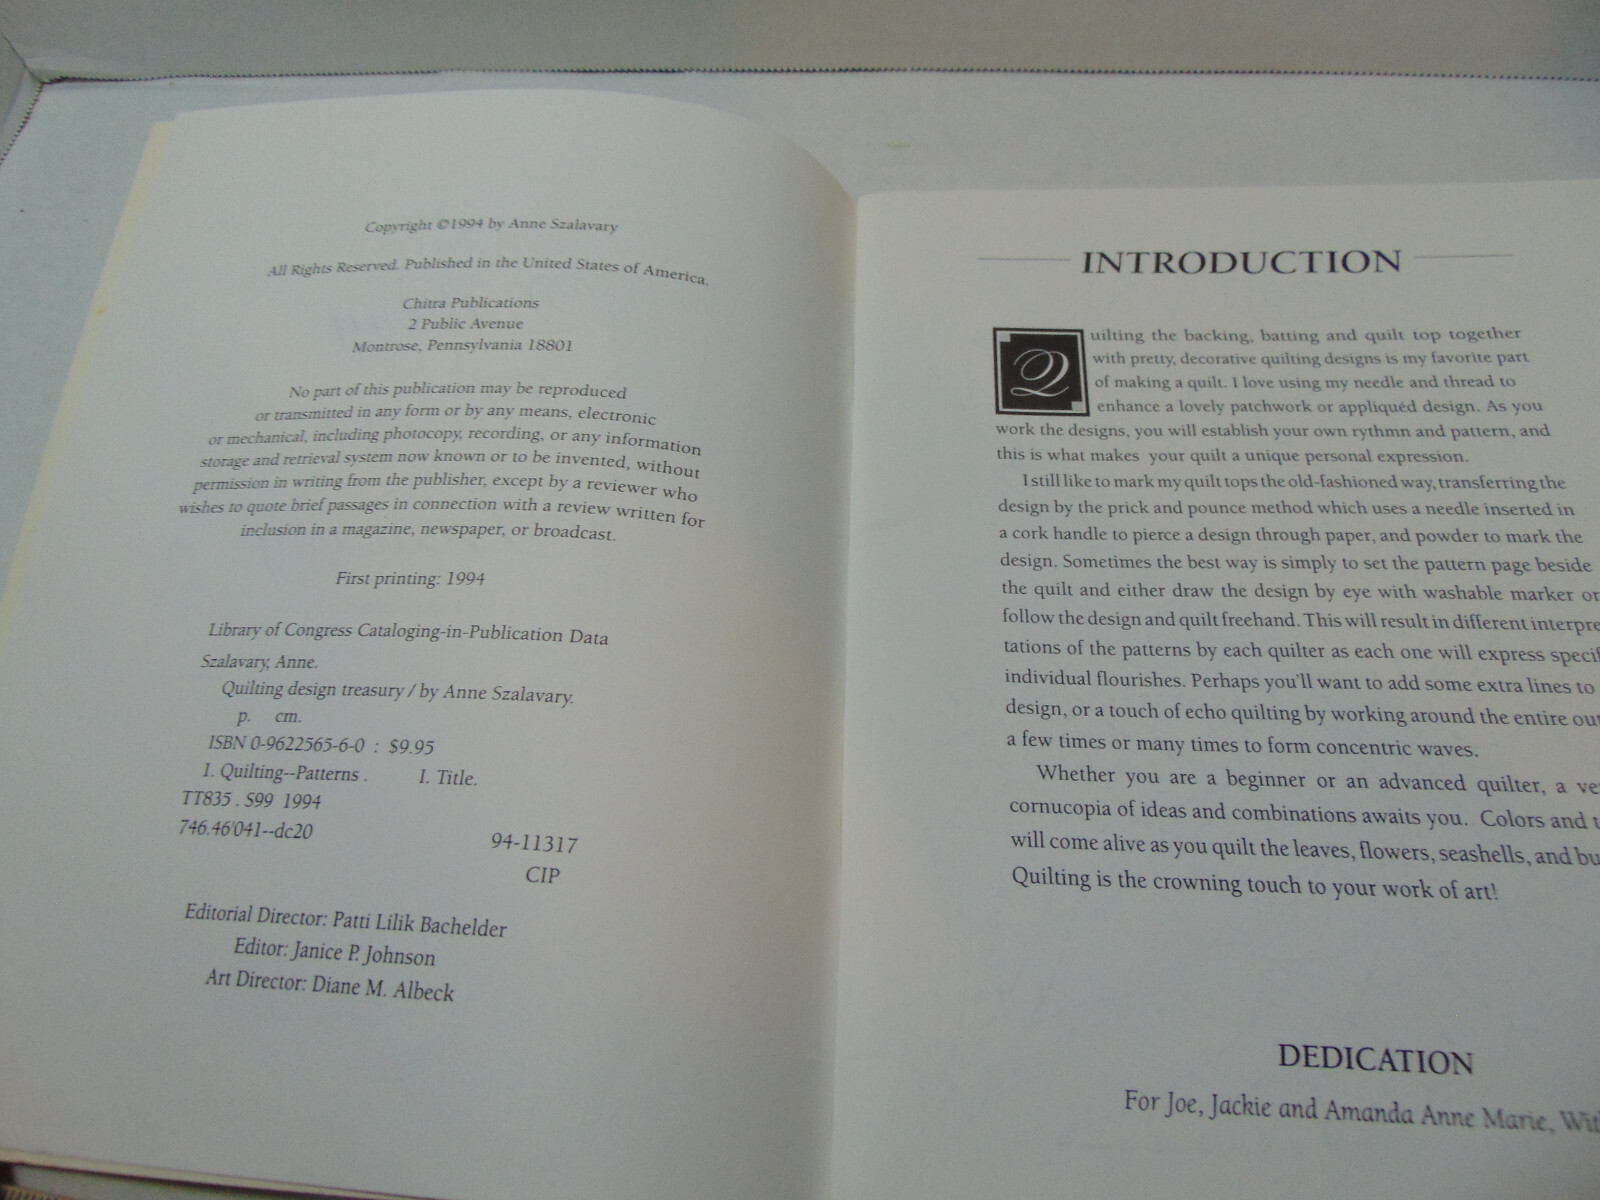 Copyright ©1994 by Anne Szalavary
All Rights Reserved. Published in the United States of America.
Chitra Publications
2 Public Avenue
Montrose, Pennsylvania 18801
No part of this publication may be reproduced
or transmitted in any form or by any means, electronic
or mechanical, including photocopy, recording, or any information
storage and retrieval system now known or to be invented, without
permission in writing from the publisher, except by a reviewer who
wishes to quote brief passages in connection with a review written for
inclusion in a magazine, newspaper, or broadcast.
First printing: 1994
Library of Congress Cataloging-in-Publication Data
Szalavary, Anne.
Quilting design treasury / by Anne Szalavary.
p. cm.
ISBN 0-9622565-6-0 : $9.95
1. Quilting--Patterns . I. Title.
TT835 . S99 1994
746.46'041--dc20
94-11317
CIP
Editorial Director: Patti Lilik Bachelder
Editor: Janice P. Johnson
Art Director: Diane M. Albeck
INTRODUCTION
Quilting the backing, batting and quilt top together
with pretty, decorative quilting designs is my favorite part
of making a quilt. I love using my needle and thread to
enhance a lovely patchwork or appliquéd design. As you
work the designs, you will establish your own rythmn and pattern, and
this is what makes your quilt a unique personal expression.
I still like to mark my quilt tops the old-fashioned way, transferring the
design by the prick and pounce method which uses a needle inserted in
a cork handle to pierce a design through paper, and powder to mark the
design. Sometimes the best way is simply to set the pattern page beside
the quilt and either draw the design by eye with washable marker or
follow the design and quilt freehand. This will result in different interpre
tations of the patterns by each quilter as each one will express specif
individual flourishes. Perhaps you'll want to add some extra lines to
design, or a touch of echo quilting by working around the entire out
a few times or many times to form concentric waves.
Whether you are a beginner or an advanced quilter, a ve
cornucopia of ideas and combinations awaits you. Colors and t
will come alive as you quilt the leaves, flowers, seashells, and bu
Quilting is the crowning touch to your work of art!
DEDICATION
For Joe, Jackie and Amanda Anne Marie, Wit